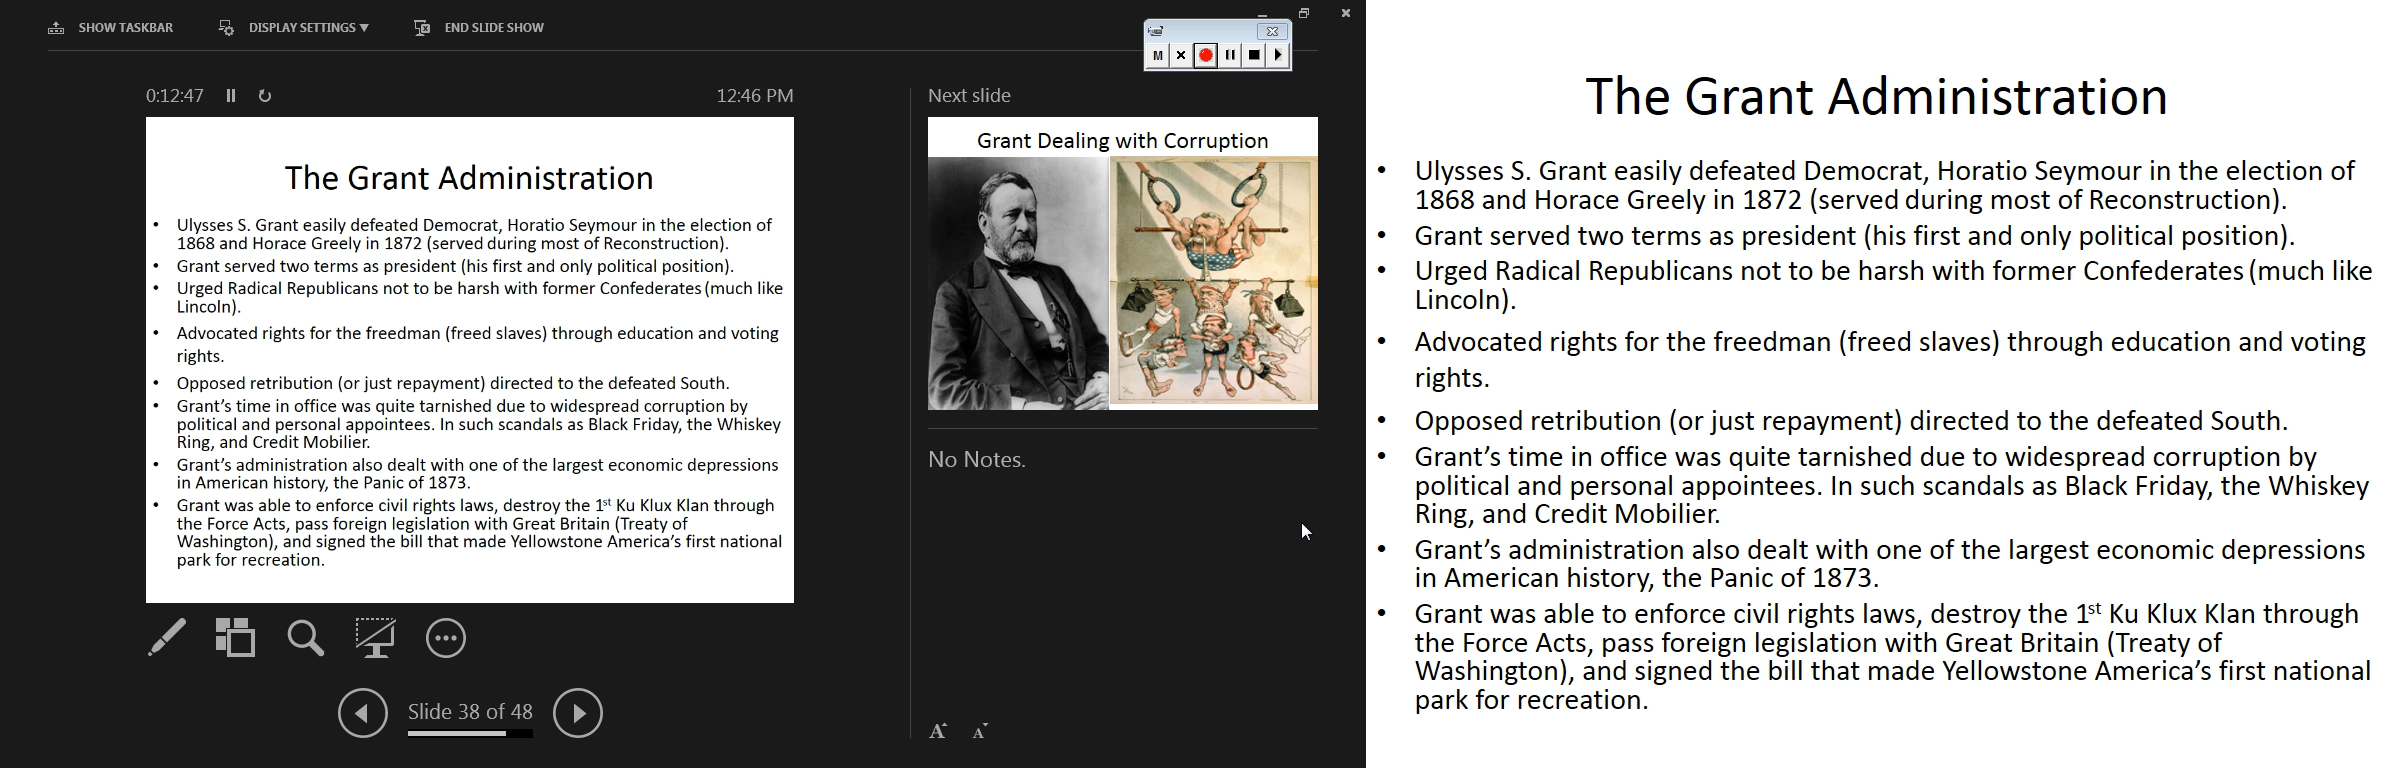 SHOW TASKBAR
DISPLAY SETTINGS ▼
END SLIDE SHOW
M
0:12:47
12:46 PM
The Grant Administration
• Ulysses S. Grant easily defeated Democrat, Horatio Seymour in the election of
1868 and Horace Greely in 1872 (served during most of Reconstruction).
• Grant served two terms as president (his first and only political position).
• Urged Radical Republicans not to be harsh with former Confederates (much like
Lincoln).
• Advocated rights for the freedman (freed slaves) through education and voting
rights.
• Opposed retribution (or just repayment) directed to the defeated South.
• Grant’s time in office was quite tarnished due to widespread corruption by
political and personal appointees. In such scandals as Black Friday, the Whiskey
Ring, and Credit Mobilier.
• Grant’s administration also dealt with one of the largest economic depressions
in American history, the Panic of 1873.
• Grant was able to enforce civil rights laws, destroy the 1st Ku Klux Klan through
the Force Acts, pass foreign legislation with Great Britain (Treaty of
Washington), and signed the bill that made Yellowstone America’s first national
park for recreation.
Slide 38 of 48
Next slide
Grant Dealing with Corruption
No Notes.
A A
The Grant Administration
• Ulysses S. Grant easily defeated Democrat, Horatio Seymour in the election of
1868 and Horace Greely in 1872 (served during most of Reconstruction).
• Grant served two terms as president (his first and only political position).
• Urged Radical Republicans not to be harsh with former Confederates (much like
Lincoln).
• Advocated rights for the freedman (freed slaves) through education and voting
rights.
• Opposed retribution (or just repayment) directed to the defeated South.
• Grant’s time in office was quite tarnished due to widespread corruption by
political and personal appointees. In such scandals as Black Friday, the Whiskey
Ring, and Credit Mobilier.
• Grant’s administration also dealt with one of the largest economic depressions
in American history, the Panic of 1873.
• Grant was able to enforce civil rights laws, destroy the 1st Ku Klux Klan through
the Force Acts, pass foreign legislation with Great Britain (Treaty of
Washington), and signed the bill that made Yellowstone America’s first national
park for recreation.